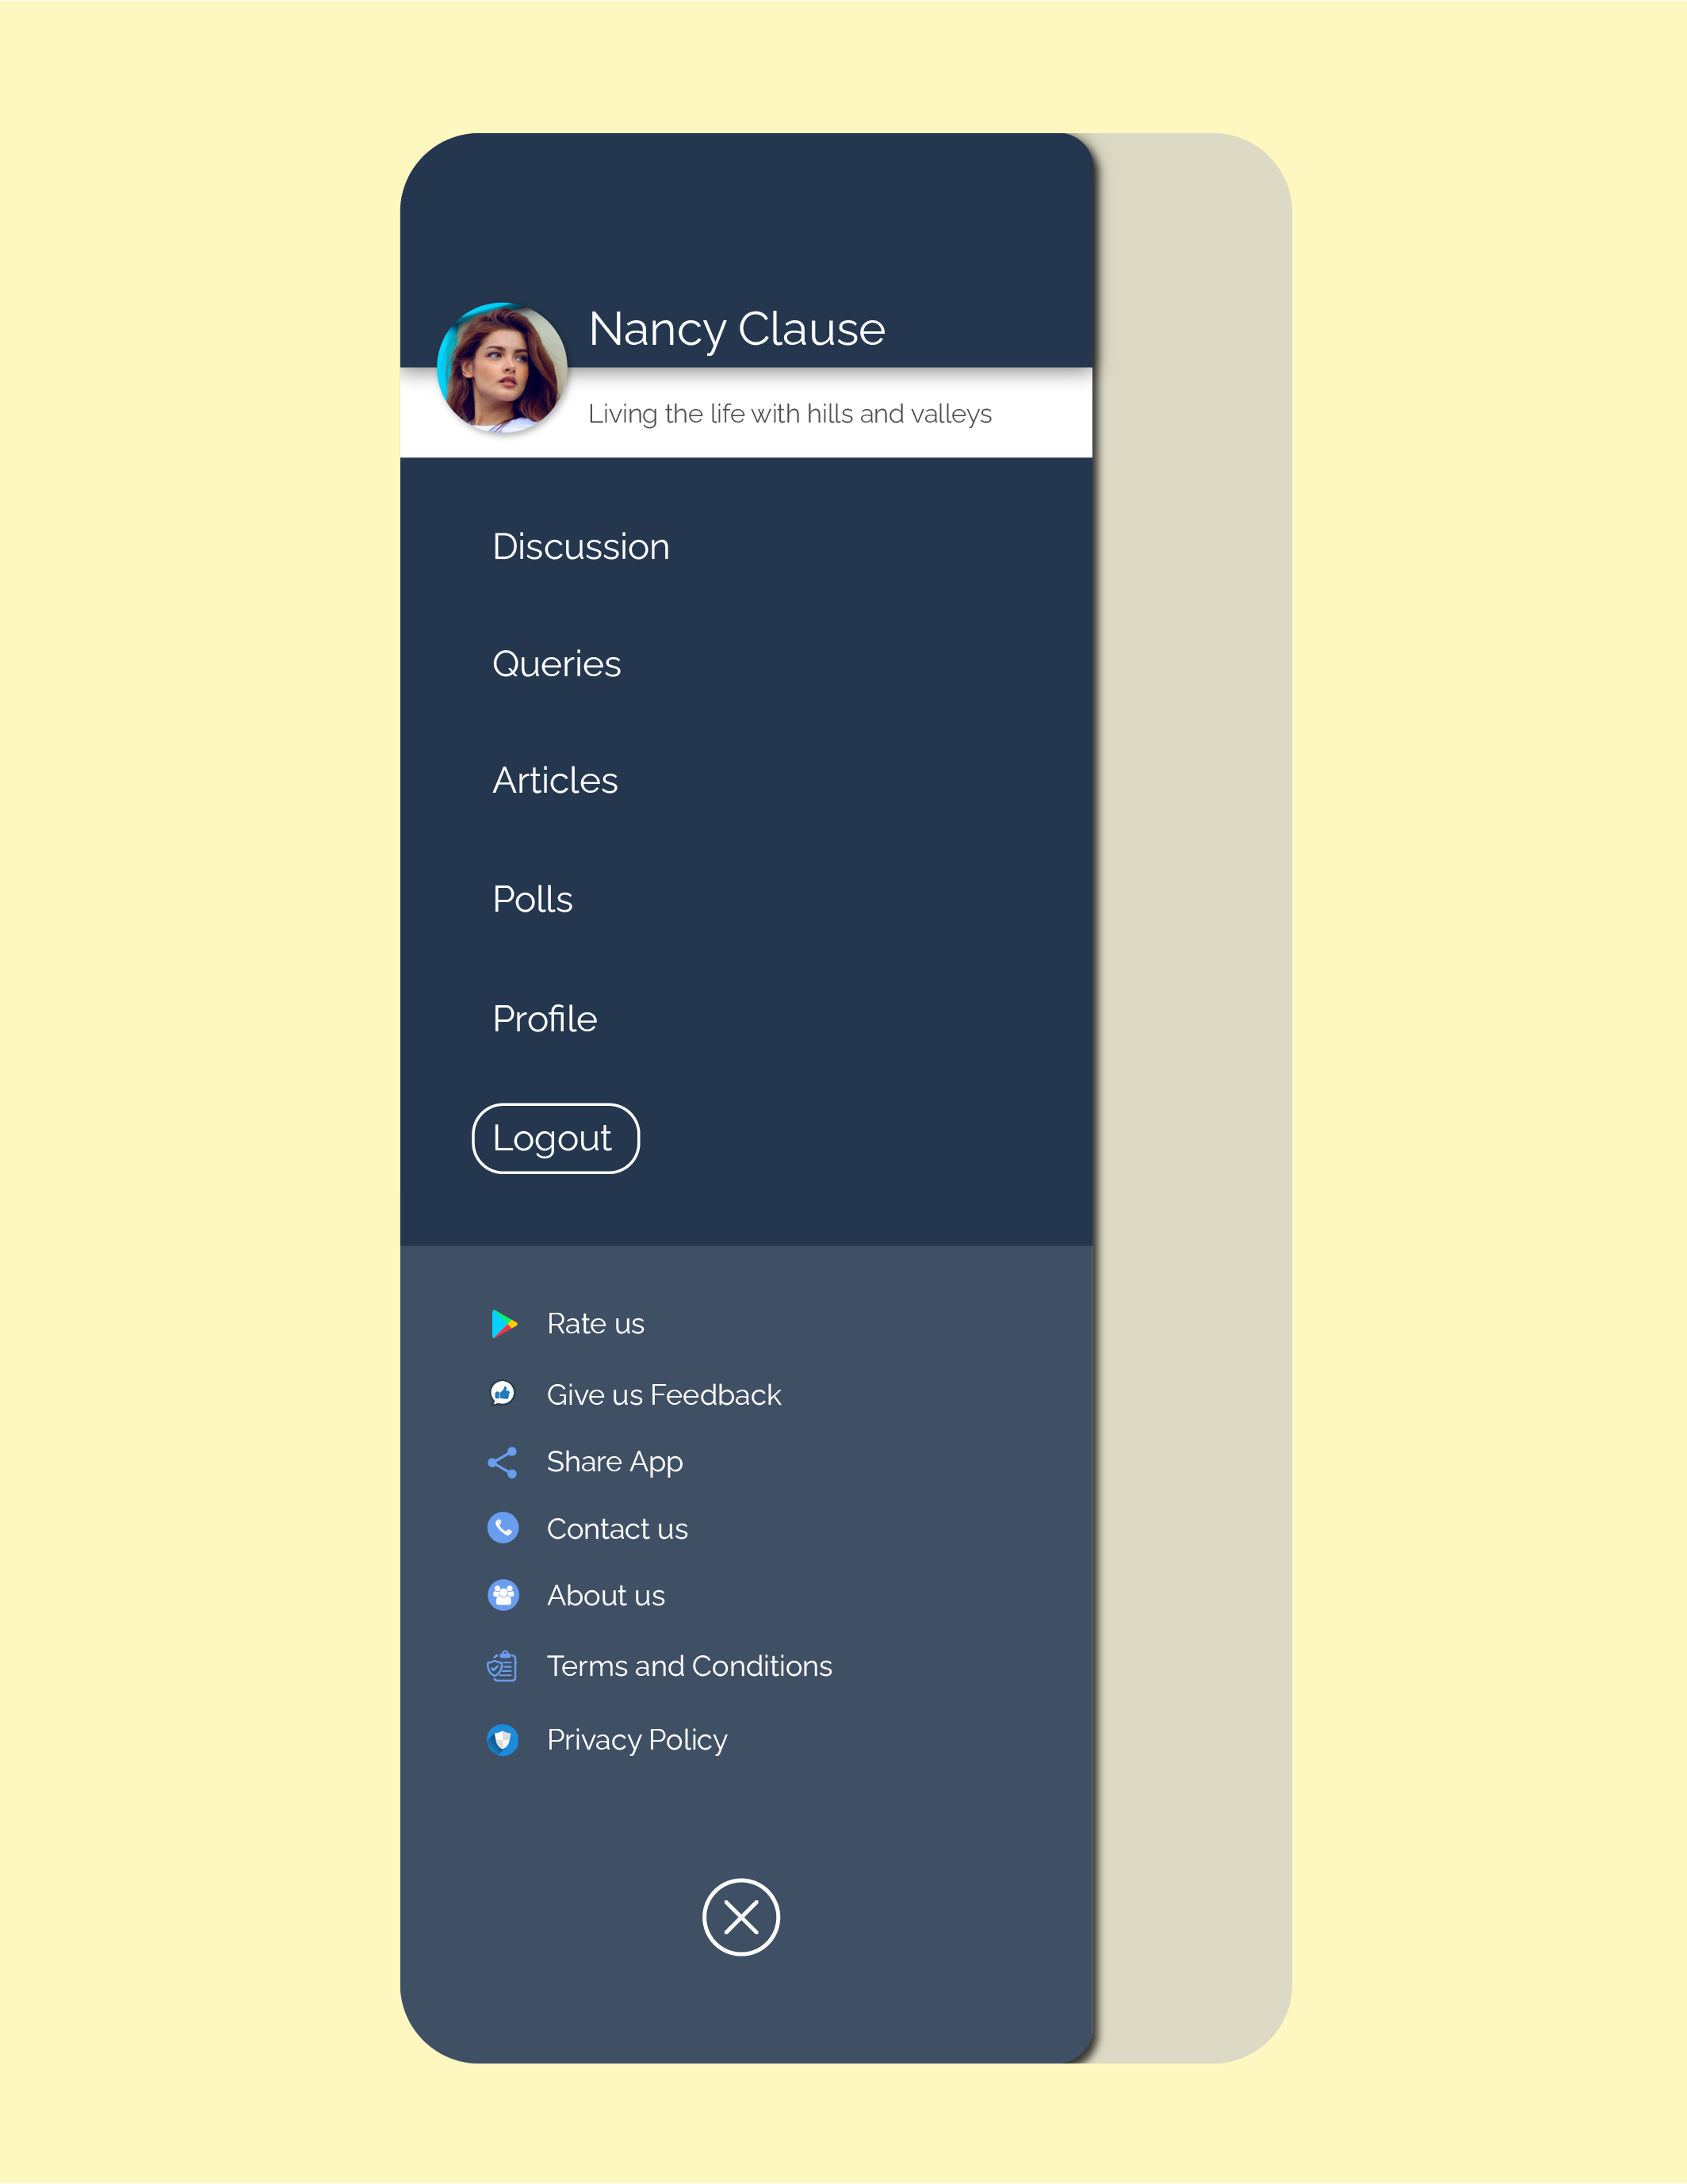 Nancy Clause
Living the life with hills and valleys
Discussion
Queries
Articles
Polls
Profile
Logout
Rate us
Give us Feedback
Share App
Contact us
About us
Terms and Conditions
Privacy Policy